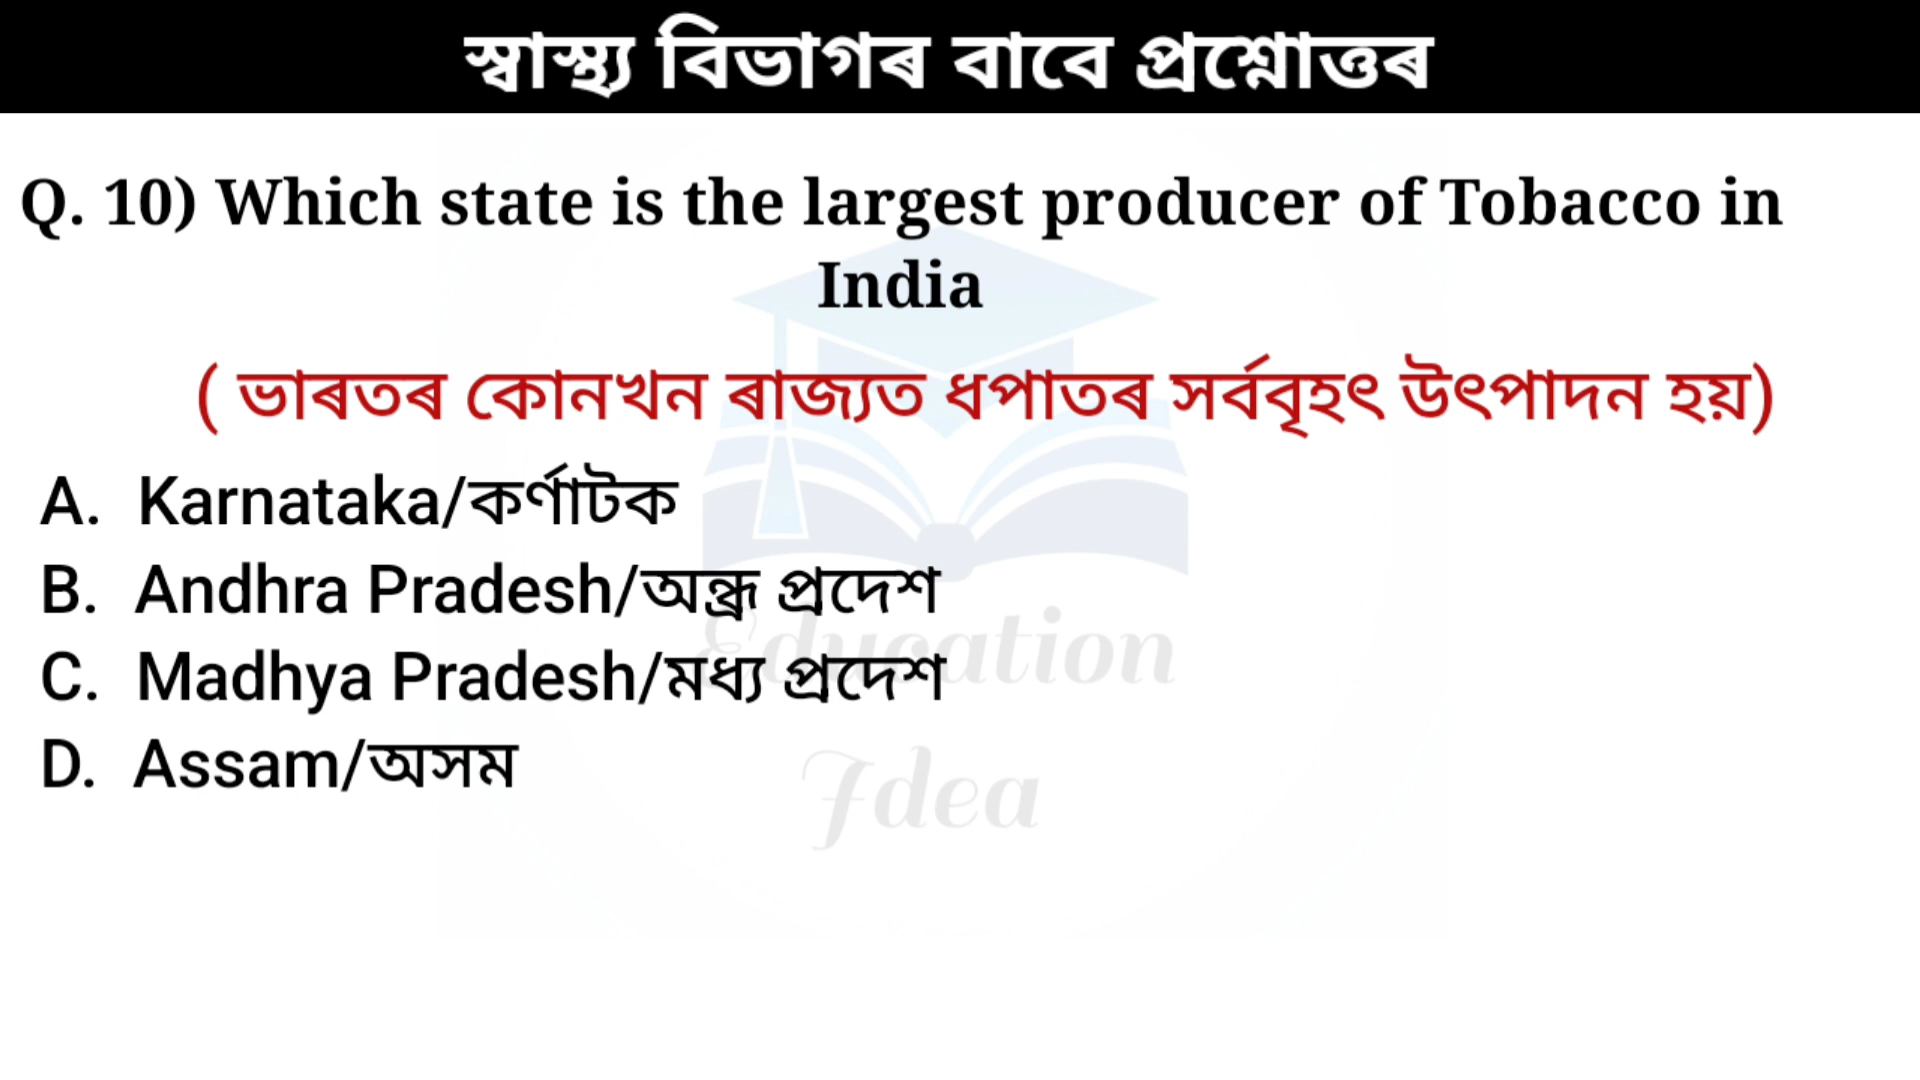 স্বাস্থ্য বিভাগৰ বাবে প্ৰশ্নোত্তৰ
Q. 10) Which state is the largest producer of Tobacco in
India
( ভাৰতৰ কোনখন ৰাজ্যত ধপাতৰ সৰ্ববৃহৎ উৎপাদন হয়)
A. Karnataka/কৰ্ণাটক
B. Andhra Pradesh/অন্ধ্ৰ প্ৰদেশ
C. Madhya Pradesh/মধ্য প্ৰদেশ
D. Assam/অসম
Education
Idea